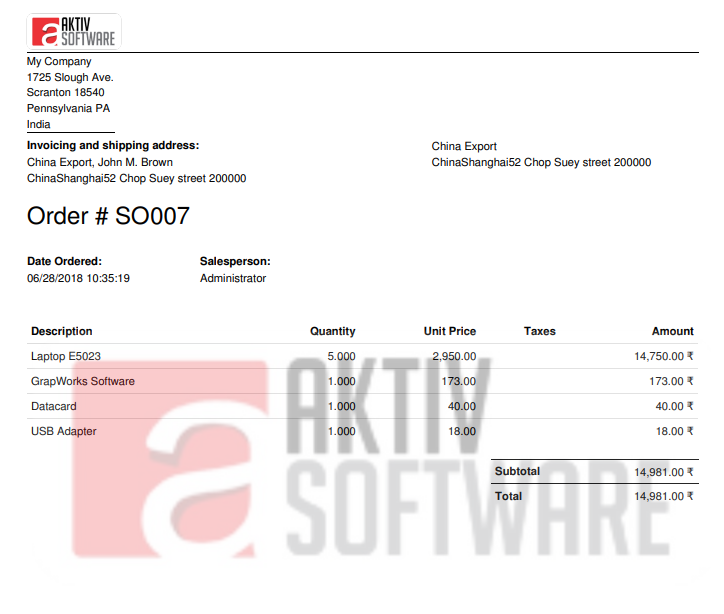 AKTIV
SOFTWARE
My Company
1725 Slough Ave.
Scranton 18540
Pennsylvania PA
India
Invoicing and shipping address:
China Export, John M. Brown
ChinaShanghai52 Chop Suey street 200000
China Export
ChinaShanghai52 Chop Suey street 200000
Order # SO007
Date Ordered: Salesperson:
06/28/2018 10:35:19 Administrator
Description Quantity Unit Price Taxes Amount
Laptop E5023 5.000 2,950.00 14,750.00 ₹
GrapWorks Software 1.000 173.00 173.00 ₹
Datacard 1.000 40.00 40.00 ₹
USB Adapter 1.000 18.00 18.00 ₹
Subtotal 14,981.00 ₹
Total 14,981.00 ₹
AKTIV
SOFTWARE